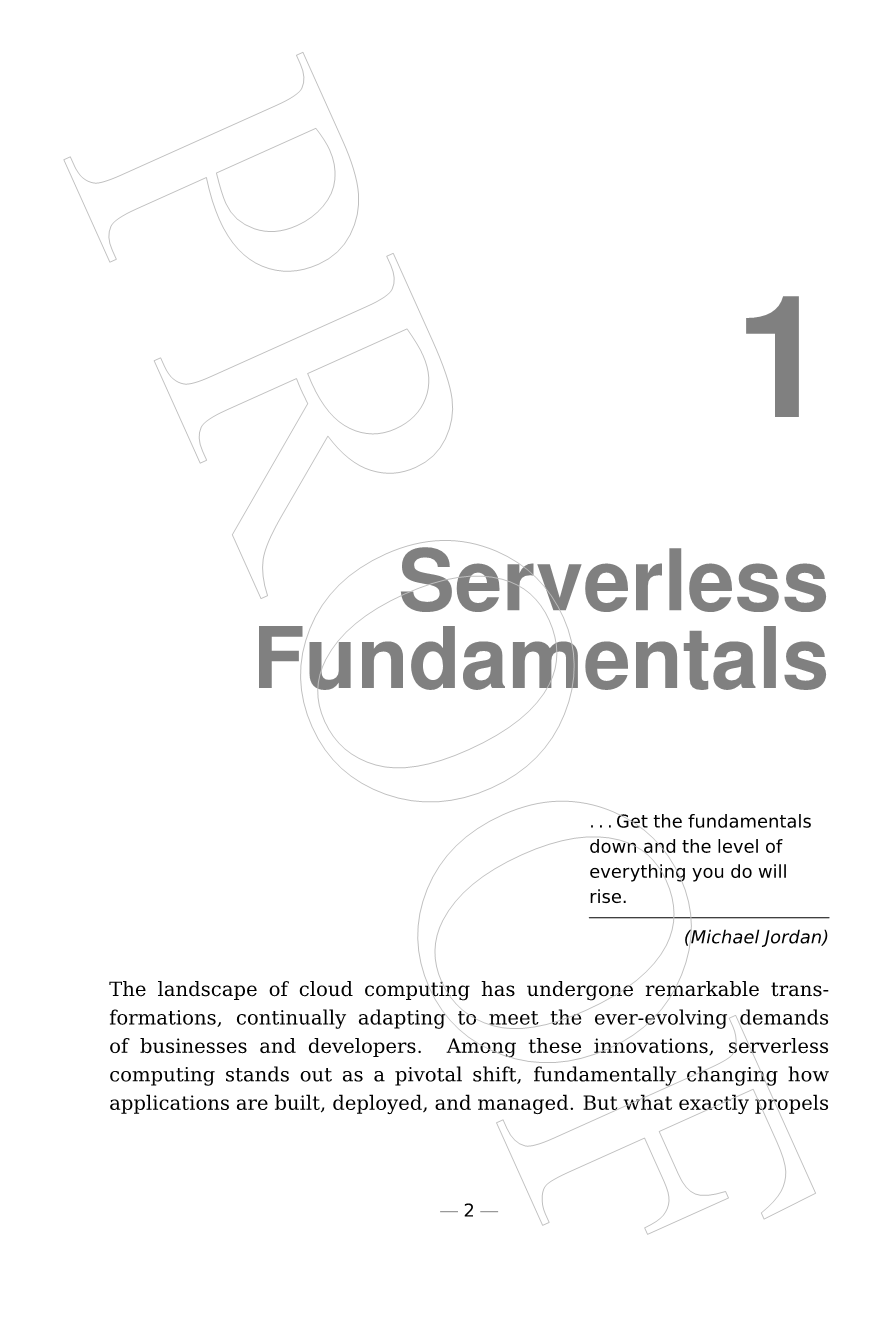 1
Serverless
Fundamentals
. . . Get the fundamentals
down and the level of
everything you do will
rise.
(Michael Jordan)
The landscape of cloud computing has undergone remarkable trans-
formations, continually adapting to meet the ever-evolving demands
of businesses and developers. Among these innovations, serverless
computing stands out as a pivotal shift, fundamentally changing how
applications are built, deployed, and managed. But what exactly propels
— 2 —
PROOF